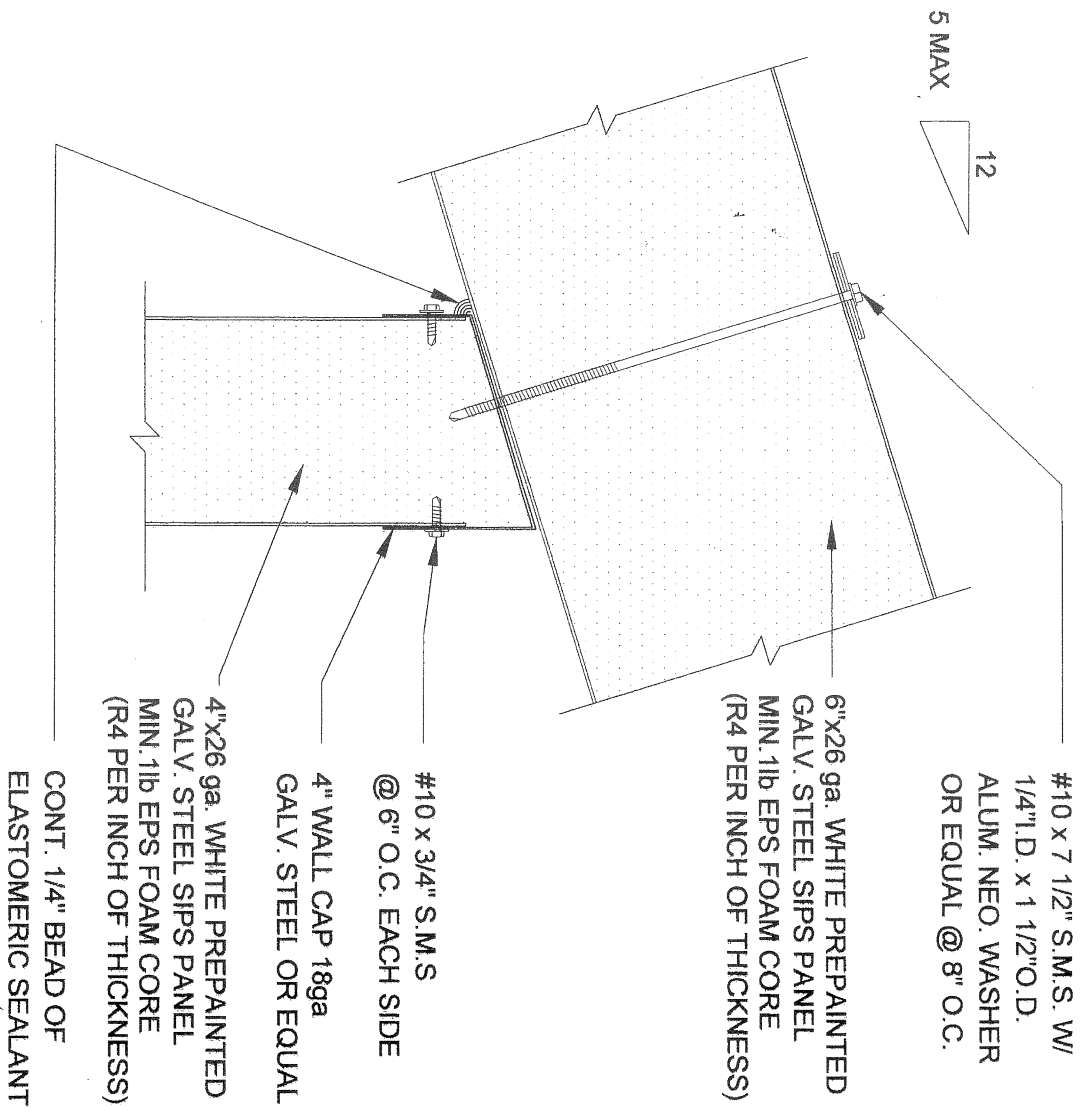 5 MAX
12
#10 x 7 1/2" S.M.S. W/
1/4"I.D. x 1 1/2"O.D.
ALUM. NEO. WASHER
OR EQUAL @ 8" O.C.
6"x26 ga. WHITE PREPAINTED
GALV. STEEL SIPS PANEL
MIN.1lb EPS FOAM CORE
(R4 PER INCH OF THICKNESS)
#10 x 3/4" S.M.S
@ 6" O.C. EACH SIDE
4" WALL CAP 18ga
GALV. STEEL OR EQUAL
4"x26 ga. WHITE PREPAINTED
GALV. STEEL SIPS PANEL
MIN.1lb EPS FOAM CORE
(R4 PER INCH OF THICKNESS)
CONT. 1/4" BEAD OF
ELASTOMERIC SEALANT